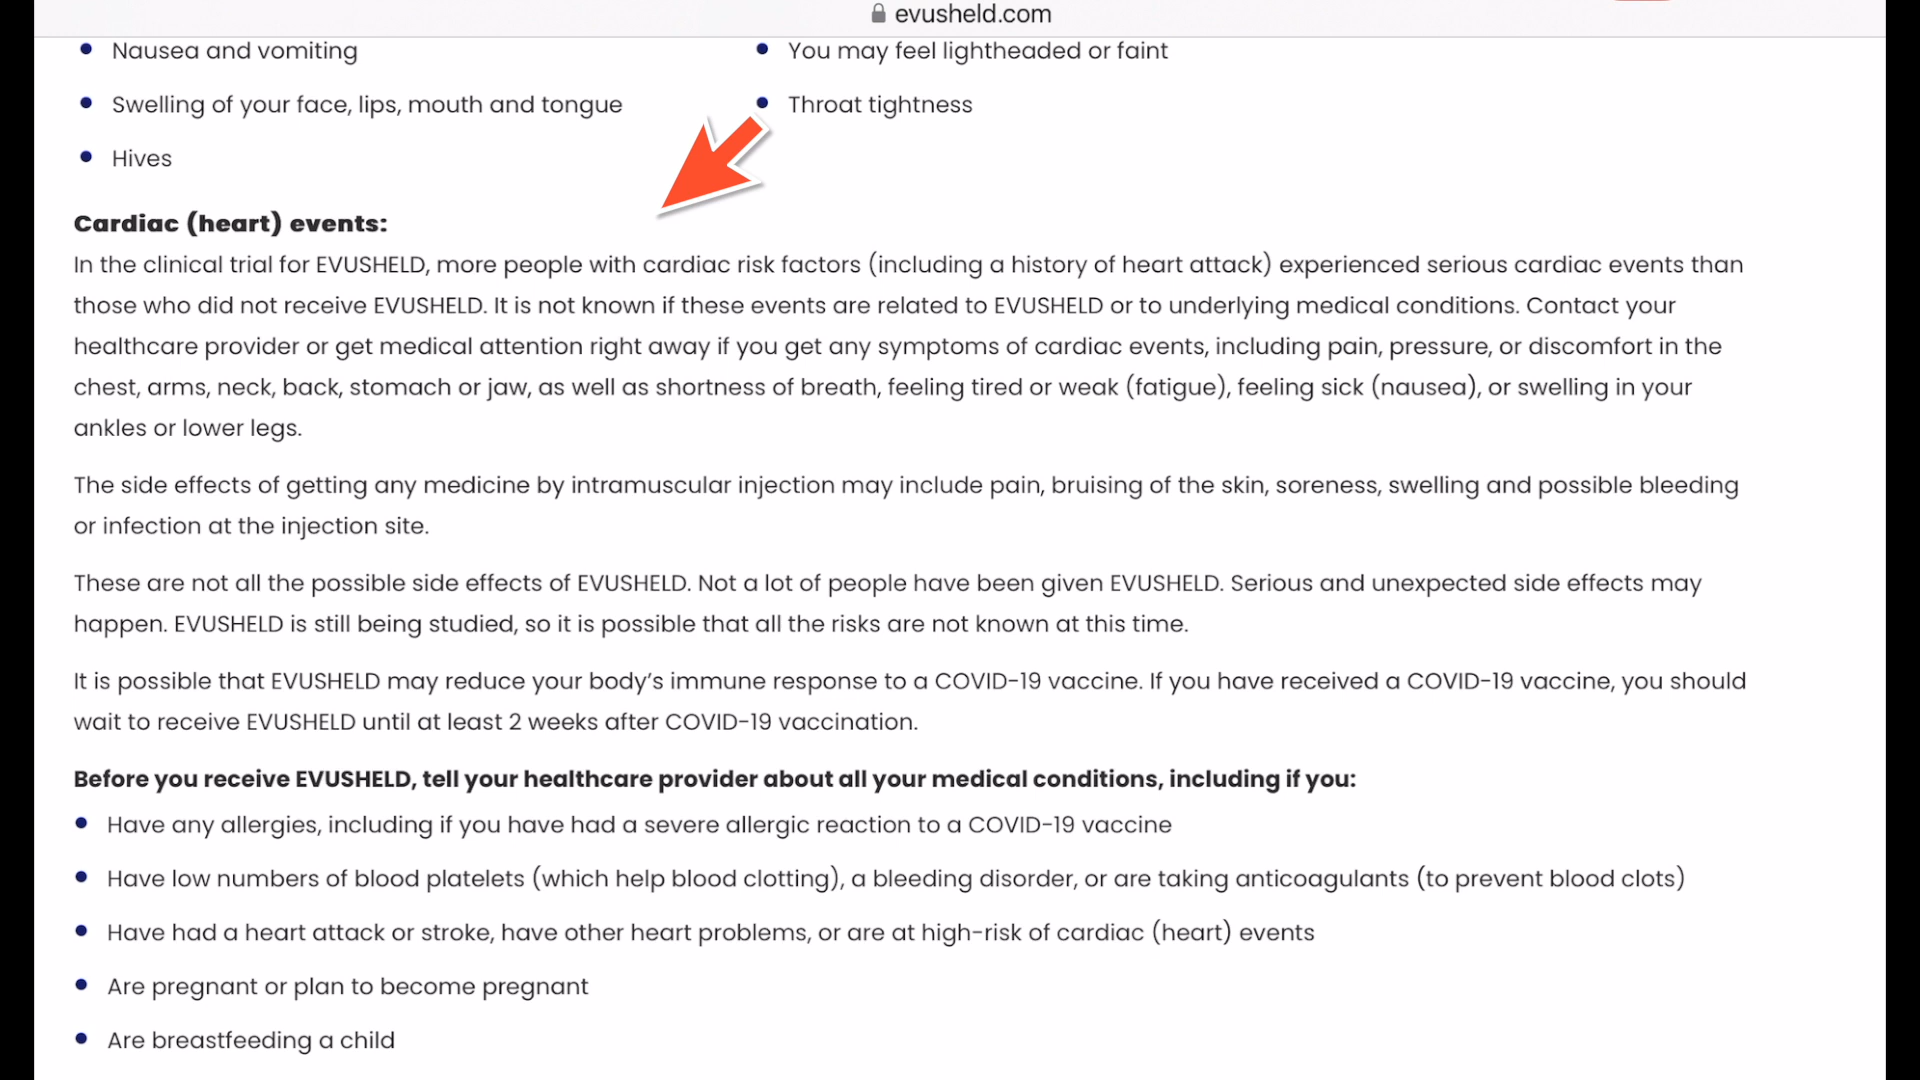 evusheld.com
Nausea and vomiting
You may feel lightheaded or faint
Swelling of your face, lips, mouth and tongue
Throat tightness
Hives
Cardiac (heart) events:
In the clinical trial for EVUSHELD, more people with cardiac risk factors (including a history of heart attack) experienced serious cardiac events than
those who did not receive EVUSHELD. It is not known if these events are related to EVUSHELD or to underlying medical conditions. Contact your
healthcare provider or get medical attention right away if you get any symptoms of cardiac events, including pain, pressure, or discomfort in the
chest, arms, neck, back, stomach or jaw, as well as shortness of breath, feeling tired or weak (fatigue), feeling sick (nausea), or swelling in your
ankles or lower legs.
The side effects of getting any medicine by intramuscular injection may include pain, bruising of the skin, soreness, swelling and possible bleeding
or infection at the injection site.
These are not all the possible side effects of EVUSHELD. Not a lot of people have been given EVUSHELD. Serious and unexpected side effects may
happen. EVUSHELD is still being studied, so it is possible that all the risks are not known at this time.
It is possible that EVUSHELD may reduce your body’s immune response to a COVID-19 vaccine. If you have received a COVID-19 vaccine, you should
wait to receive EVUSHELD until at least 2 weeks after COVID-19 vaccination.
Before you receive EVUSHELD, tell your healthcare provider about all your medical conditions, including if you:
Have any allergies, including if you have had a severe allergic reaction to a COVID-19 vaccine
Have low numbers of blood platelets (which help blood clotting), a bleeding disorder, or are taking anticoagulants (to prevent blood clots)
Have had a heart attack or stroke, have other heart problems, or are at high-risk of cardiac (heart) events
Are pregnant or plan to become pregnant
Are breastfeeding a child